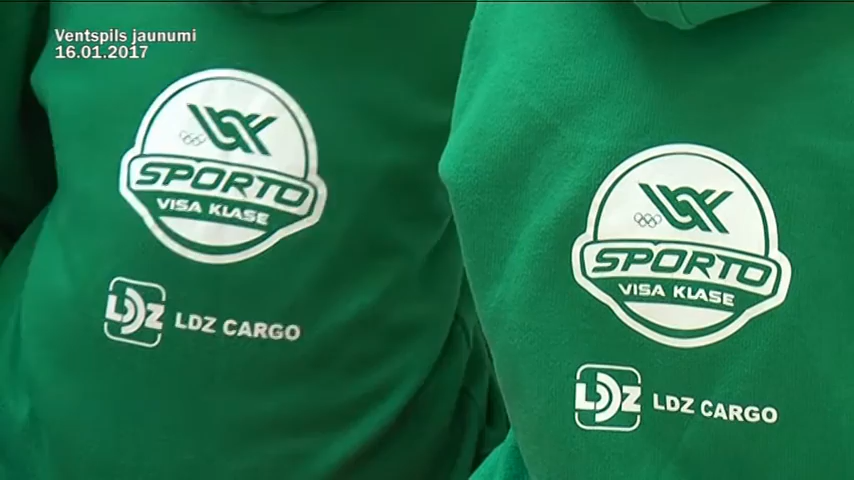 Ventspils jaunumi
16.01.2017
SPORTO
VISA KLASE
LDZ
LDZ CARGO
SPORTO
VISA KLASE
LDZ
LDZ CARGO